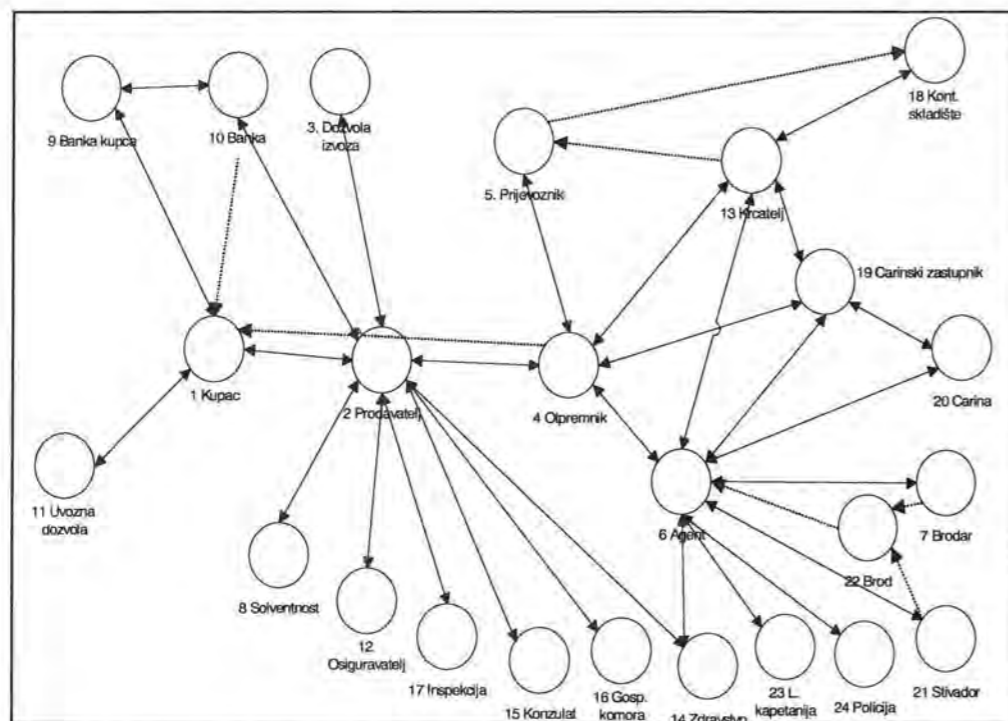 18 Kont.
skladište
9 Banka kupca
10 Banka
3. Dozvola
izvoza
5. Prijevoznik
13 Krcatelj
19 Carinski zastupnik
1 Kupac
2 Prodavatelj
4 Otpremnik
20 Carina
11 Uvozna
dozvola
6 Agent
7 Brodar
22 Brod
8 Solventnost
12.
Osiguravatelj
17 Inspekcija
15 Konzulat
16 Gosp.
komora
14 Zdravstvo
23 L.
kapetanija
24 Policija
21 Stivador